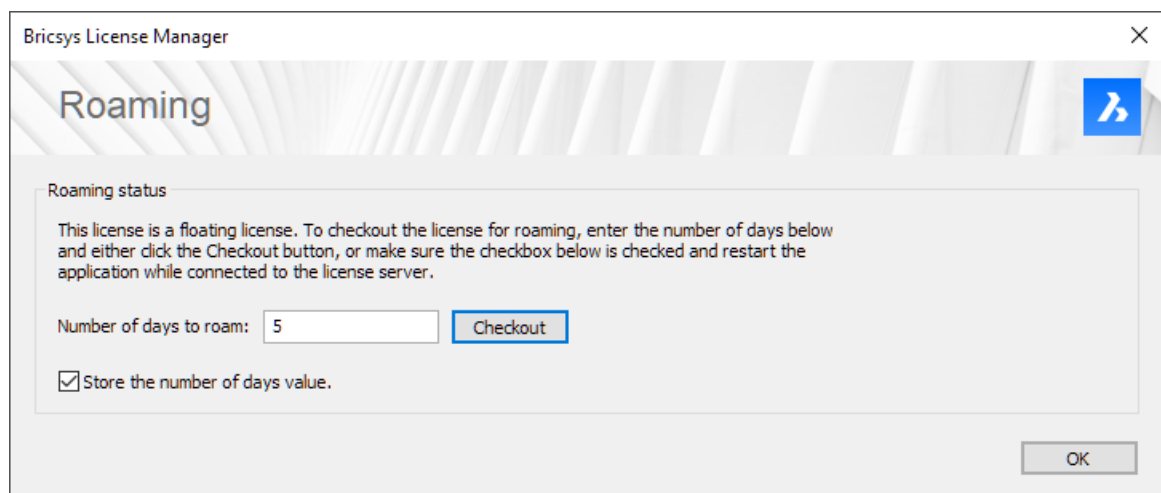 Bricsys License Manager
Roaming
Roaming status
This license is a floating license. To checkout the license for roaming, enter the number of days below
and either click the Checkout button, or make sure the checkbox below is checked and restart the
application while connected to the license server.
Number of days to roam: 5 Checkout
Store the number of days value.
OK